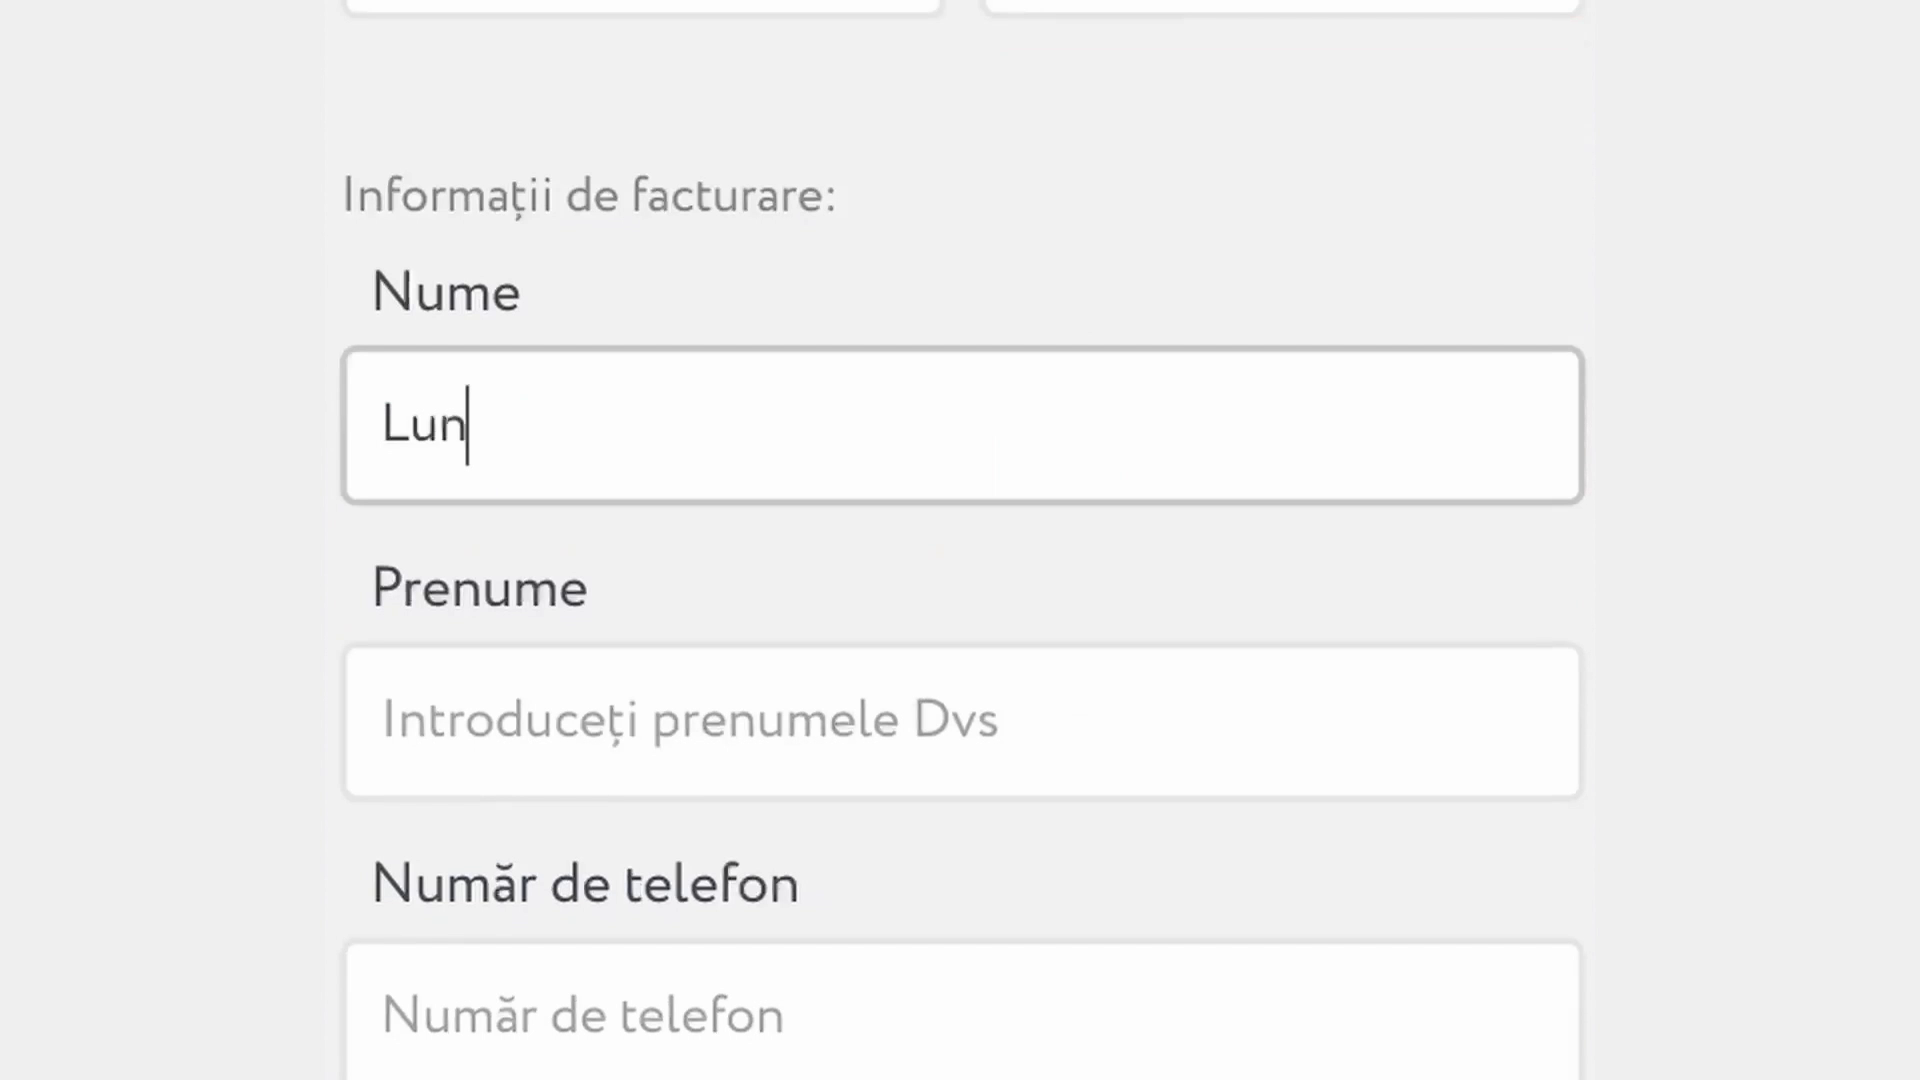 Informații de facturare:
Nume
Lun
Prenume
Introduceți prenumele Dvs
Număr de telefon
Număr de telefon